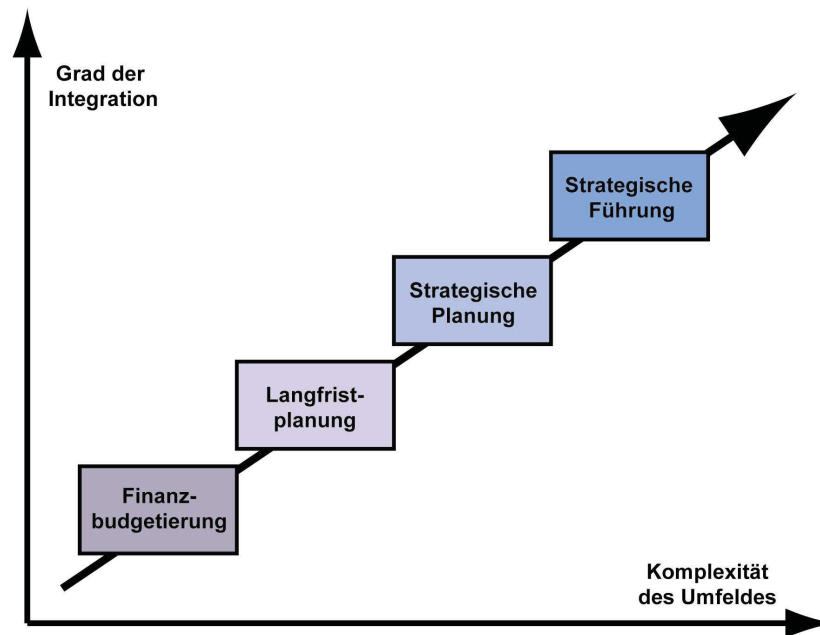 Grad der
Integration
Strategische
Führung
Strategische
Planung
Langfrist-
planung
Finanz-
budgetierung
Komplexität
des Umfeldes